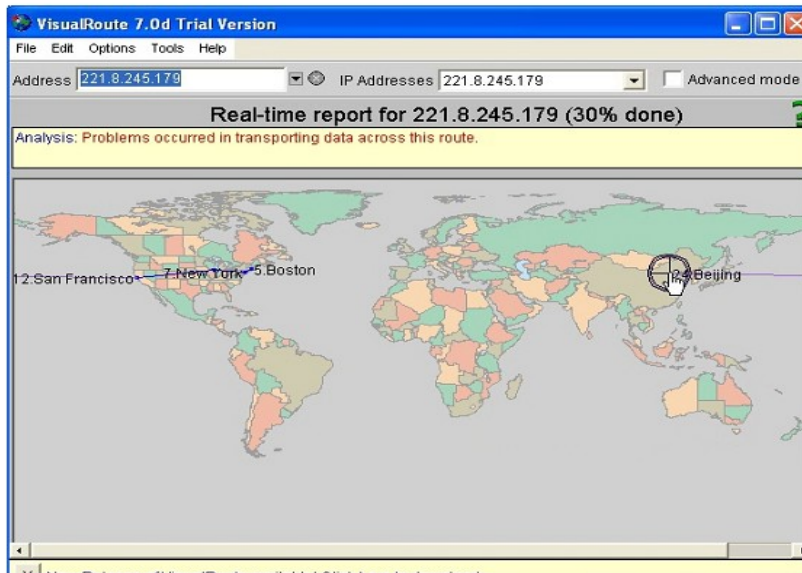 VisualRoute 7.0d Trial Version
File Edit Options Tools Help
Address 221.8.245.179 IP Addresses 221.8.245.179 Advanced mode
Real-time report for 221.8.245.179 (30% done)
Analysis: Problems occurred in transporting data across this route.
12:San Francisco 7:New York 5.Boston 24:Beijing